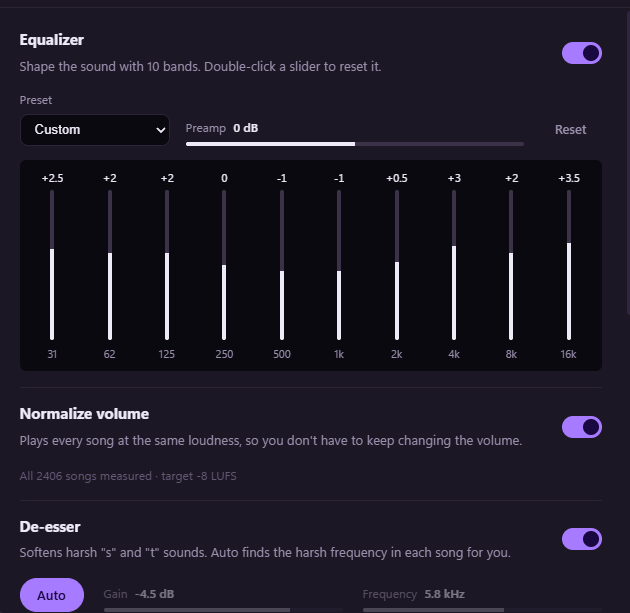 Equalizer
Shape the sound with 10 bands. Double-click a slider to reset it.
Preset
Custom
Preamp 0 dB
Reset
+2.5 +2 +2 0 -1 -1 +0.5 +3 +2 +3.5
31 62 125 250 500 1k 2k 4k 8k 16k
Normalize volume
Plays every song at the same loudness, so you don't have to keep changing the volume.
All 2406 songs measured · target -8 LUFS
De-esser
Softens harsh "s" and "t" sounds. Auto finds the harsh frequency in each song for you.
Auto
Gain -4.5 dB
Frequency 5.8 kHz